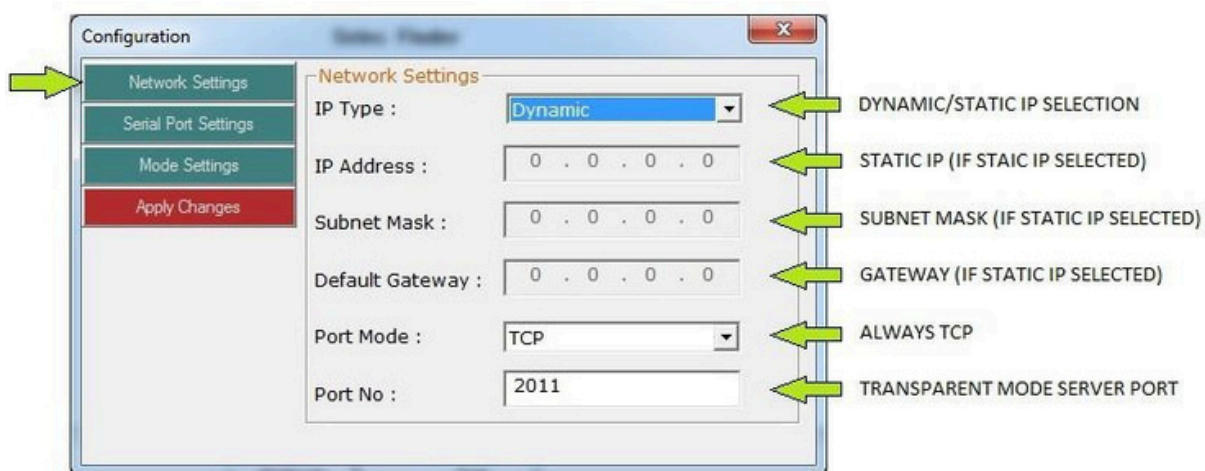 Configuration
Network Settings
Serial Port Settings
Mode Settings
Apply Changes
Network Settings
IP Type :
Dynamic
DYNAMIC/STATIC IP SELECTION
IP Address :
0 . 0 . 0 . 0
STATIC IP (IF STAIC IP SELECTED)
Subnet Mask :
0 . 0 . 0 . 0
SUBNET MASK (IF STATIC IP SELECTED)
Default Gateway :
0 . 0 . 0 . 0
GATEWAY (IF STATIC IP SELECTED)
Port Mode :
TCP
ALWAYS TCP
Port No :
2011
TRANSPARENT MODE SERVER PORT